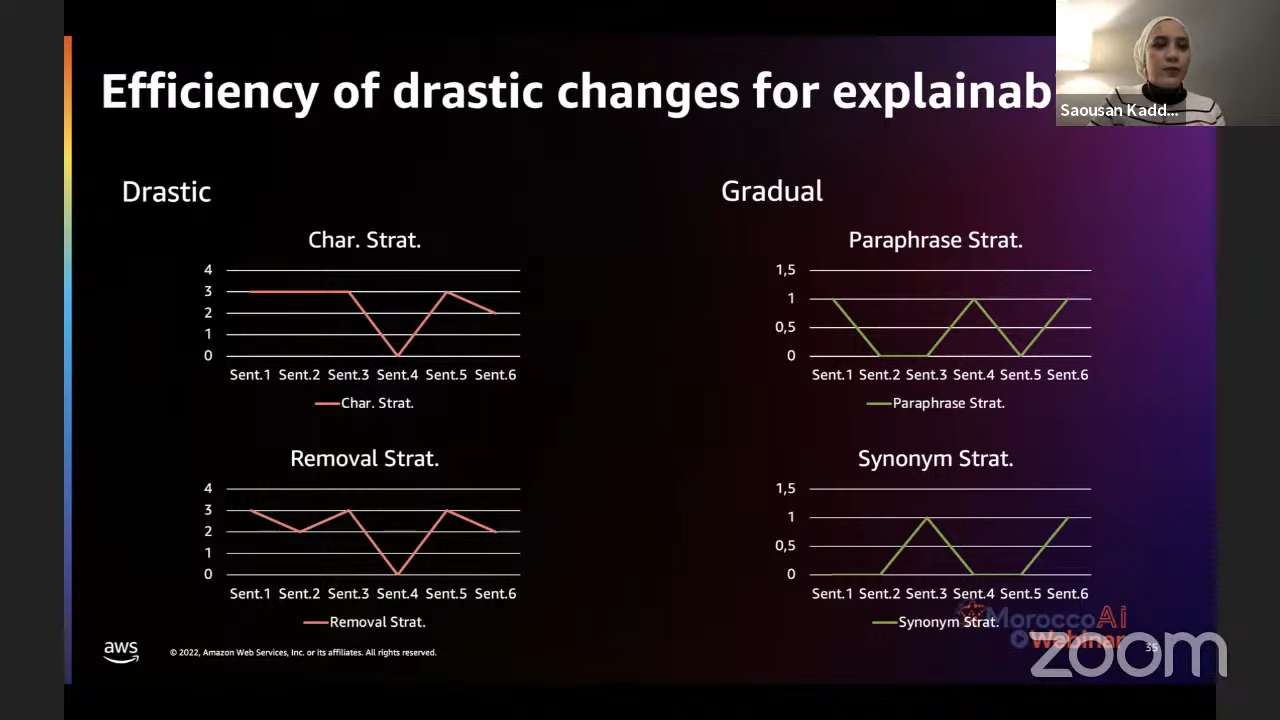 Efficiency of drastic changes for explainab
Saousan Kadd...
Drastic
Char. Strat.
4
3
2
1
0
Sent.1 Sent.2 Sent.3 Sent.4 Sent.5 Sent.6
Char. Strat.
Removal Strat.
4
3
2
1
0
Sent.1 Sent.2 Sent.3 Sent.4 Sent.5 Sent.6
Removal Strat.
Gradual
Paraphrase Strat.
1,5
1
0,5
0
Sent.1 Sent.2 Sent.3 Sent.4 Sent.5 Sent.6
Paraphrase Strat.
Synonym Strat.
1,5
1
0,5
0
Sent.1 Sent.2 Sent.3 Sent.4 Sent.5 Sent.6
Synonym Strat.
MoroccoAi
Webinar
zoom
35
aws
© 2022, Amazon Web Services, Inc. or its affiliates. All rights reserved.